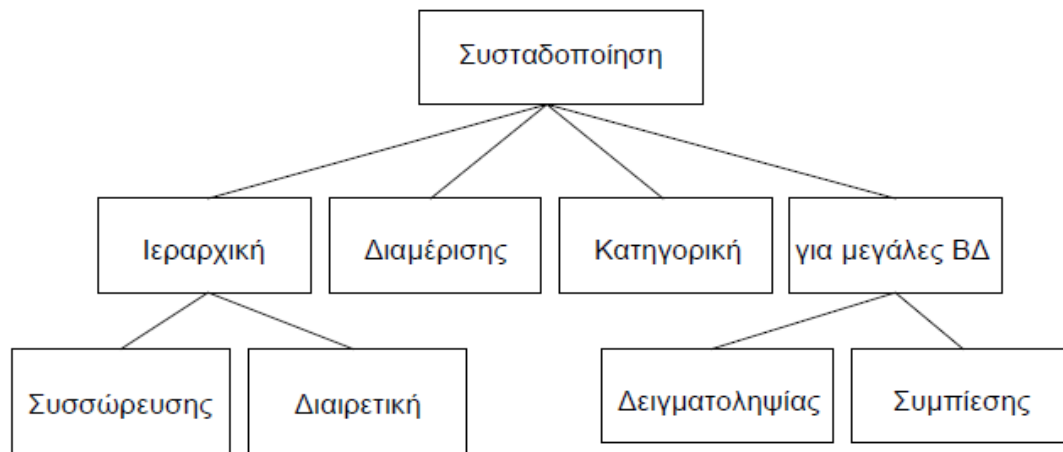 Συσταδοποίηση
Ιεραρχική
Διαμέρισης
Κατηγορική
για μεγάλες ΒΔ
Συσσώρευσης
Διαιρετική
Δειγματοληψίας
Συμπίεσης